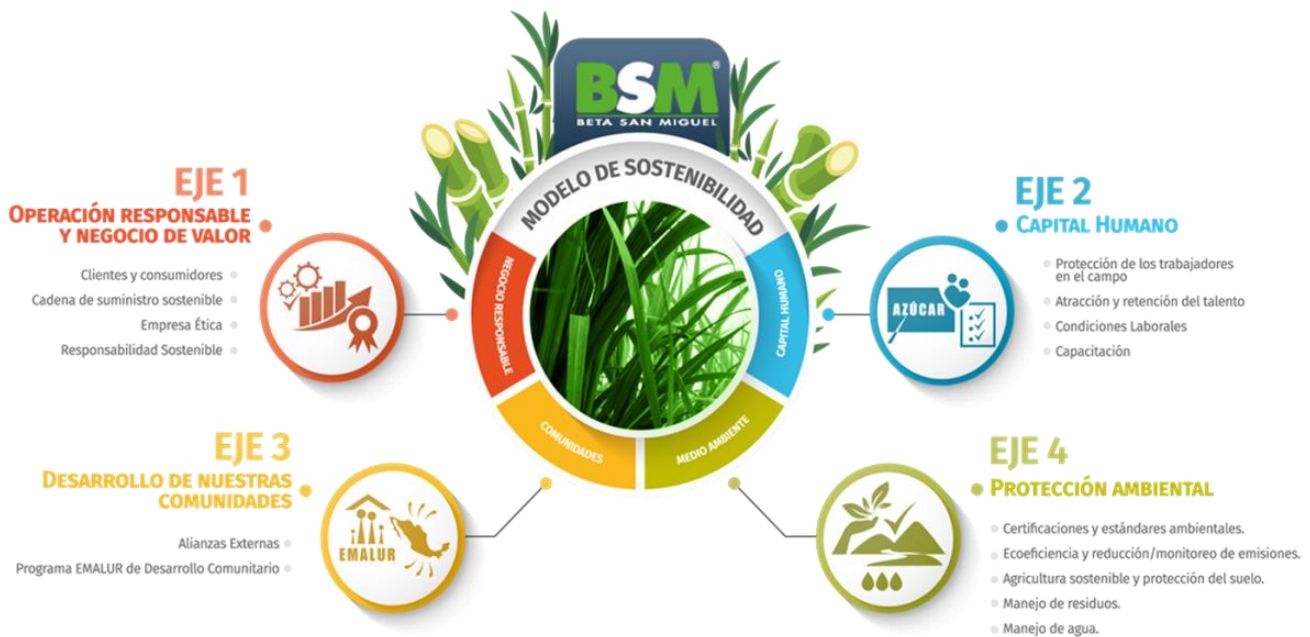 BSM®
BETA SAN MIGUEL
MODELO DE SOSTENIBILIDAD
NEGOCIO RESPONSABLE
CAPITAL HUMANO
COMUNIDADES
MEDIO AMBIENTE
EJE 1
OPERACIÓN RESPONSABLE
Y NEGOCIO DE VALOR
Clientes y consumidores
Cadena de suministro sostenible
Empresa Ética
Responsabilidad Sostenible
EJE 2
CAPITAL HUMANO
AZÚCAR
Protección de los trabajadores
en el campo
Atracción y retención del talento
Condiciones Laborales
Capacitación
EJE 3
DESARROLLO DE NUESTRAS
COMUNIDADES
Alianzas Externas
Programa EMALUR de Desarrollo Comunitario
EMALUR
EJE 4
PROTECCIÓN AMBIENTAL
Certificaciones y estándares ambientales.
Ecoeficiencia y reducción/monitoreo de emisiones.
Agricultura sostenible y protección del suelo.
Manejo de residuos.
Manejo de agua.